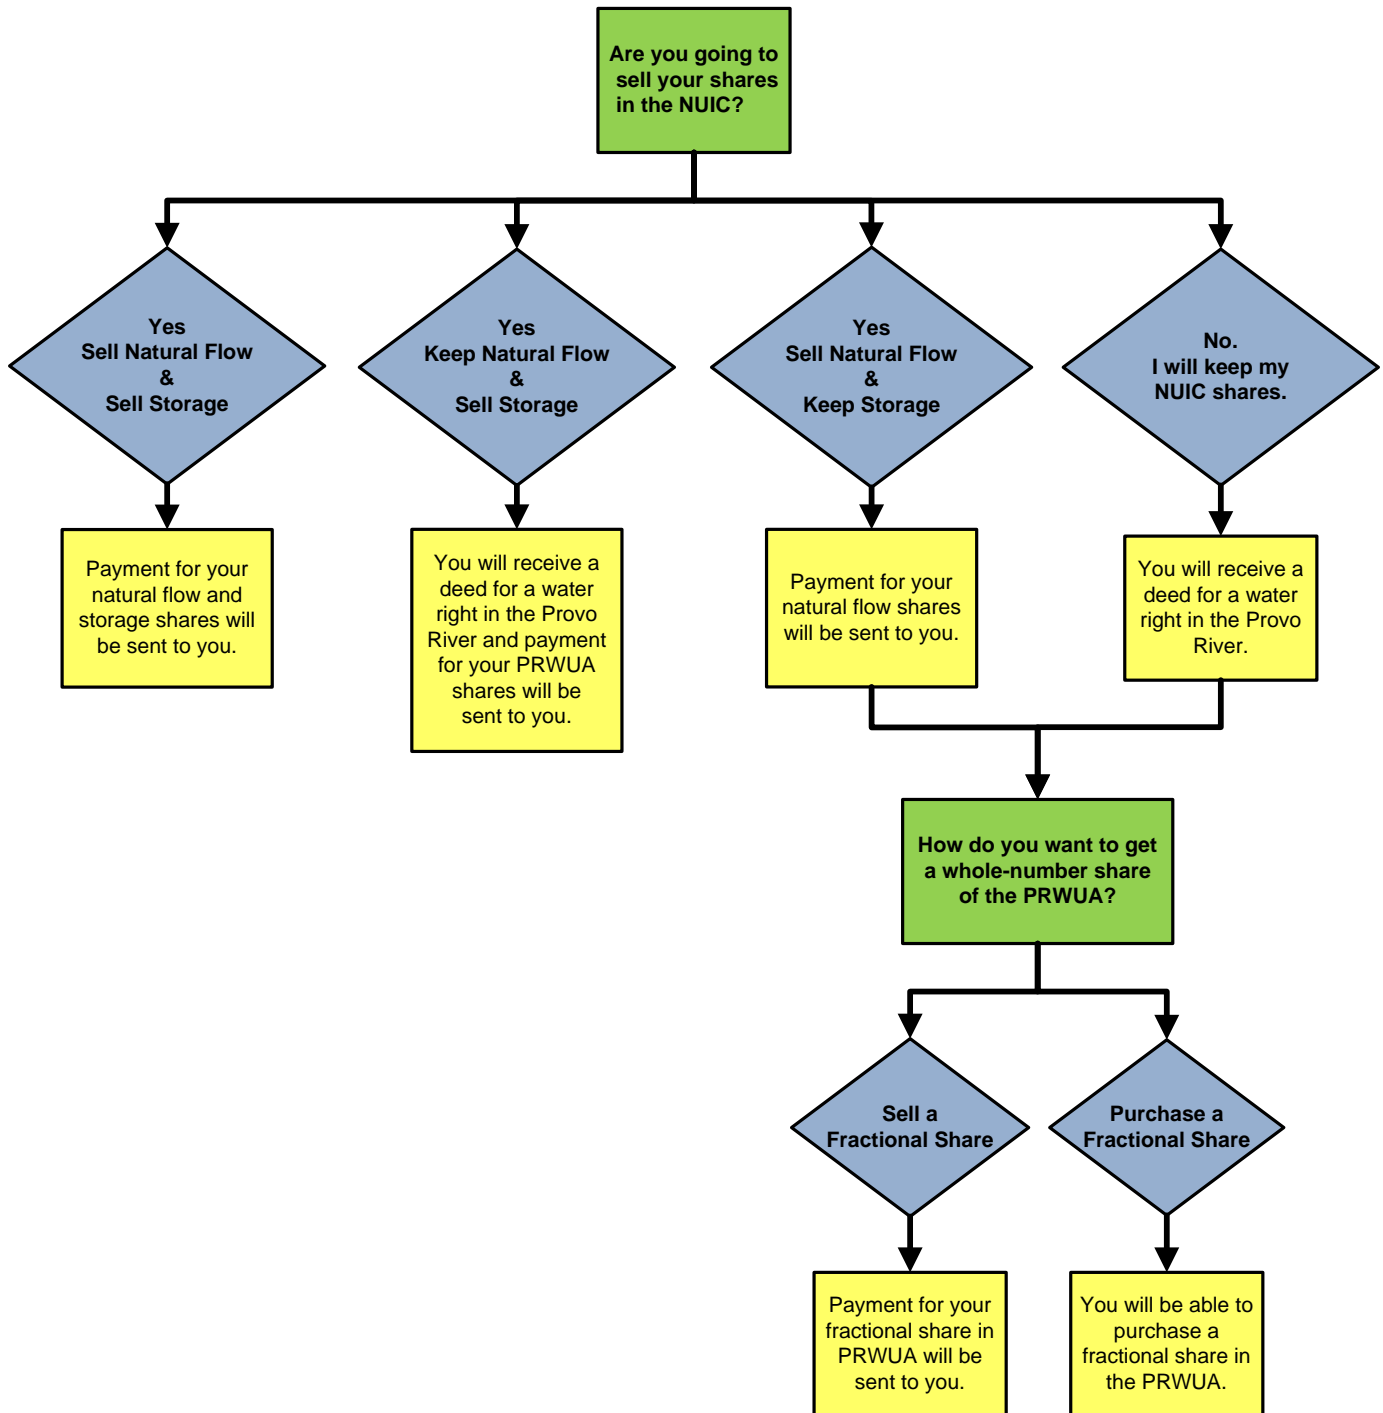 Are you going to
sell your shares
in the NUIC?
Yes
Sell Natural Flow
&
Sell Storage
Yes
Keep Natural Flow
&
Sell Storage
Yes
Sell Natural Flow
&
Keep Storage
No.
I will keep my
NUIC shares.
Payment for your
natural flow and
storage shares will
be sent to you.
You will receive a
deed for a water
right in the Provo
River and payment
for your PRWUA
shares will be
sent to you.
Payment for your
natural flow shares
will be sent to you.
You will receive a
deed for a water
right in the Provo
River.
How do you want to get
a whole-number share
of the PRWUA?
Sell a
Fractional Share
Purchase a
Fractional Share
Payment for your
fractional share in
PRWUA will be
sent to you.
You will be able to
purchase a
fractional share in
the PRWUA.